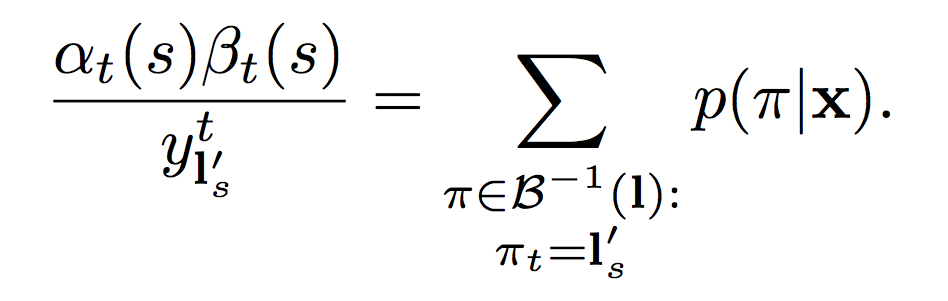 \frac{\alpha_t(s)\beta_t(s)}{y^t_{\mathbf{l}'_s}} = \sum_{\substack{\pi \in \mathcal{B}^{-1}(\mathbf{l}): \\ \pi_t = \mathbf{l}'_s}} p(\pi|\mathbf{x}).